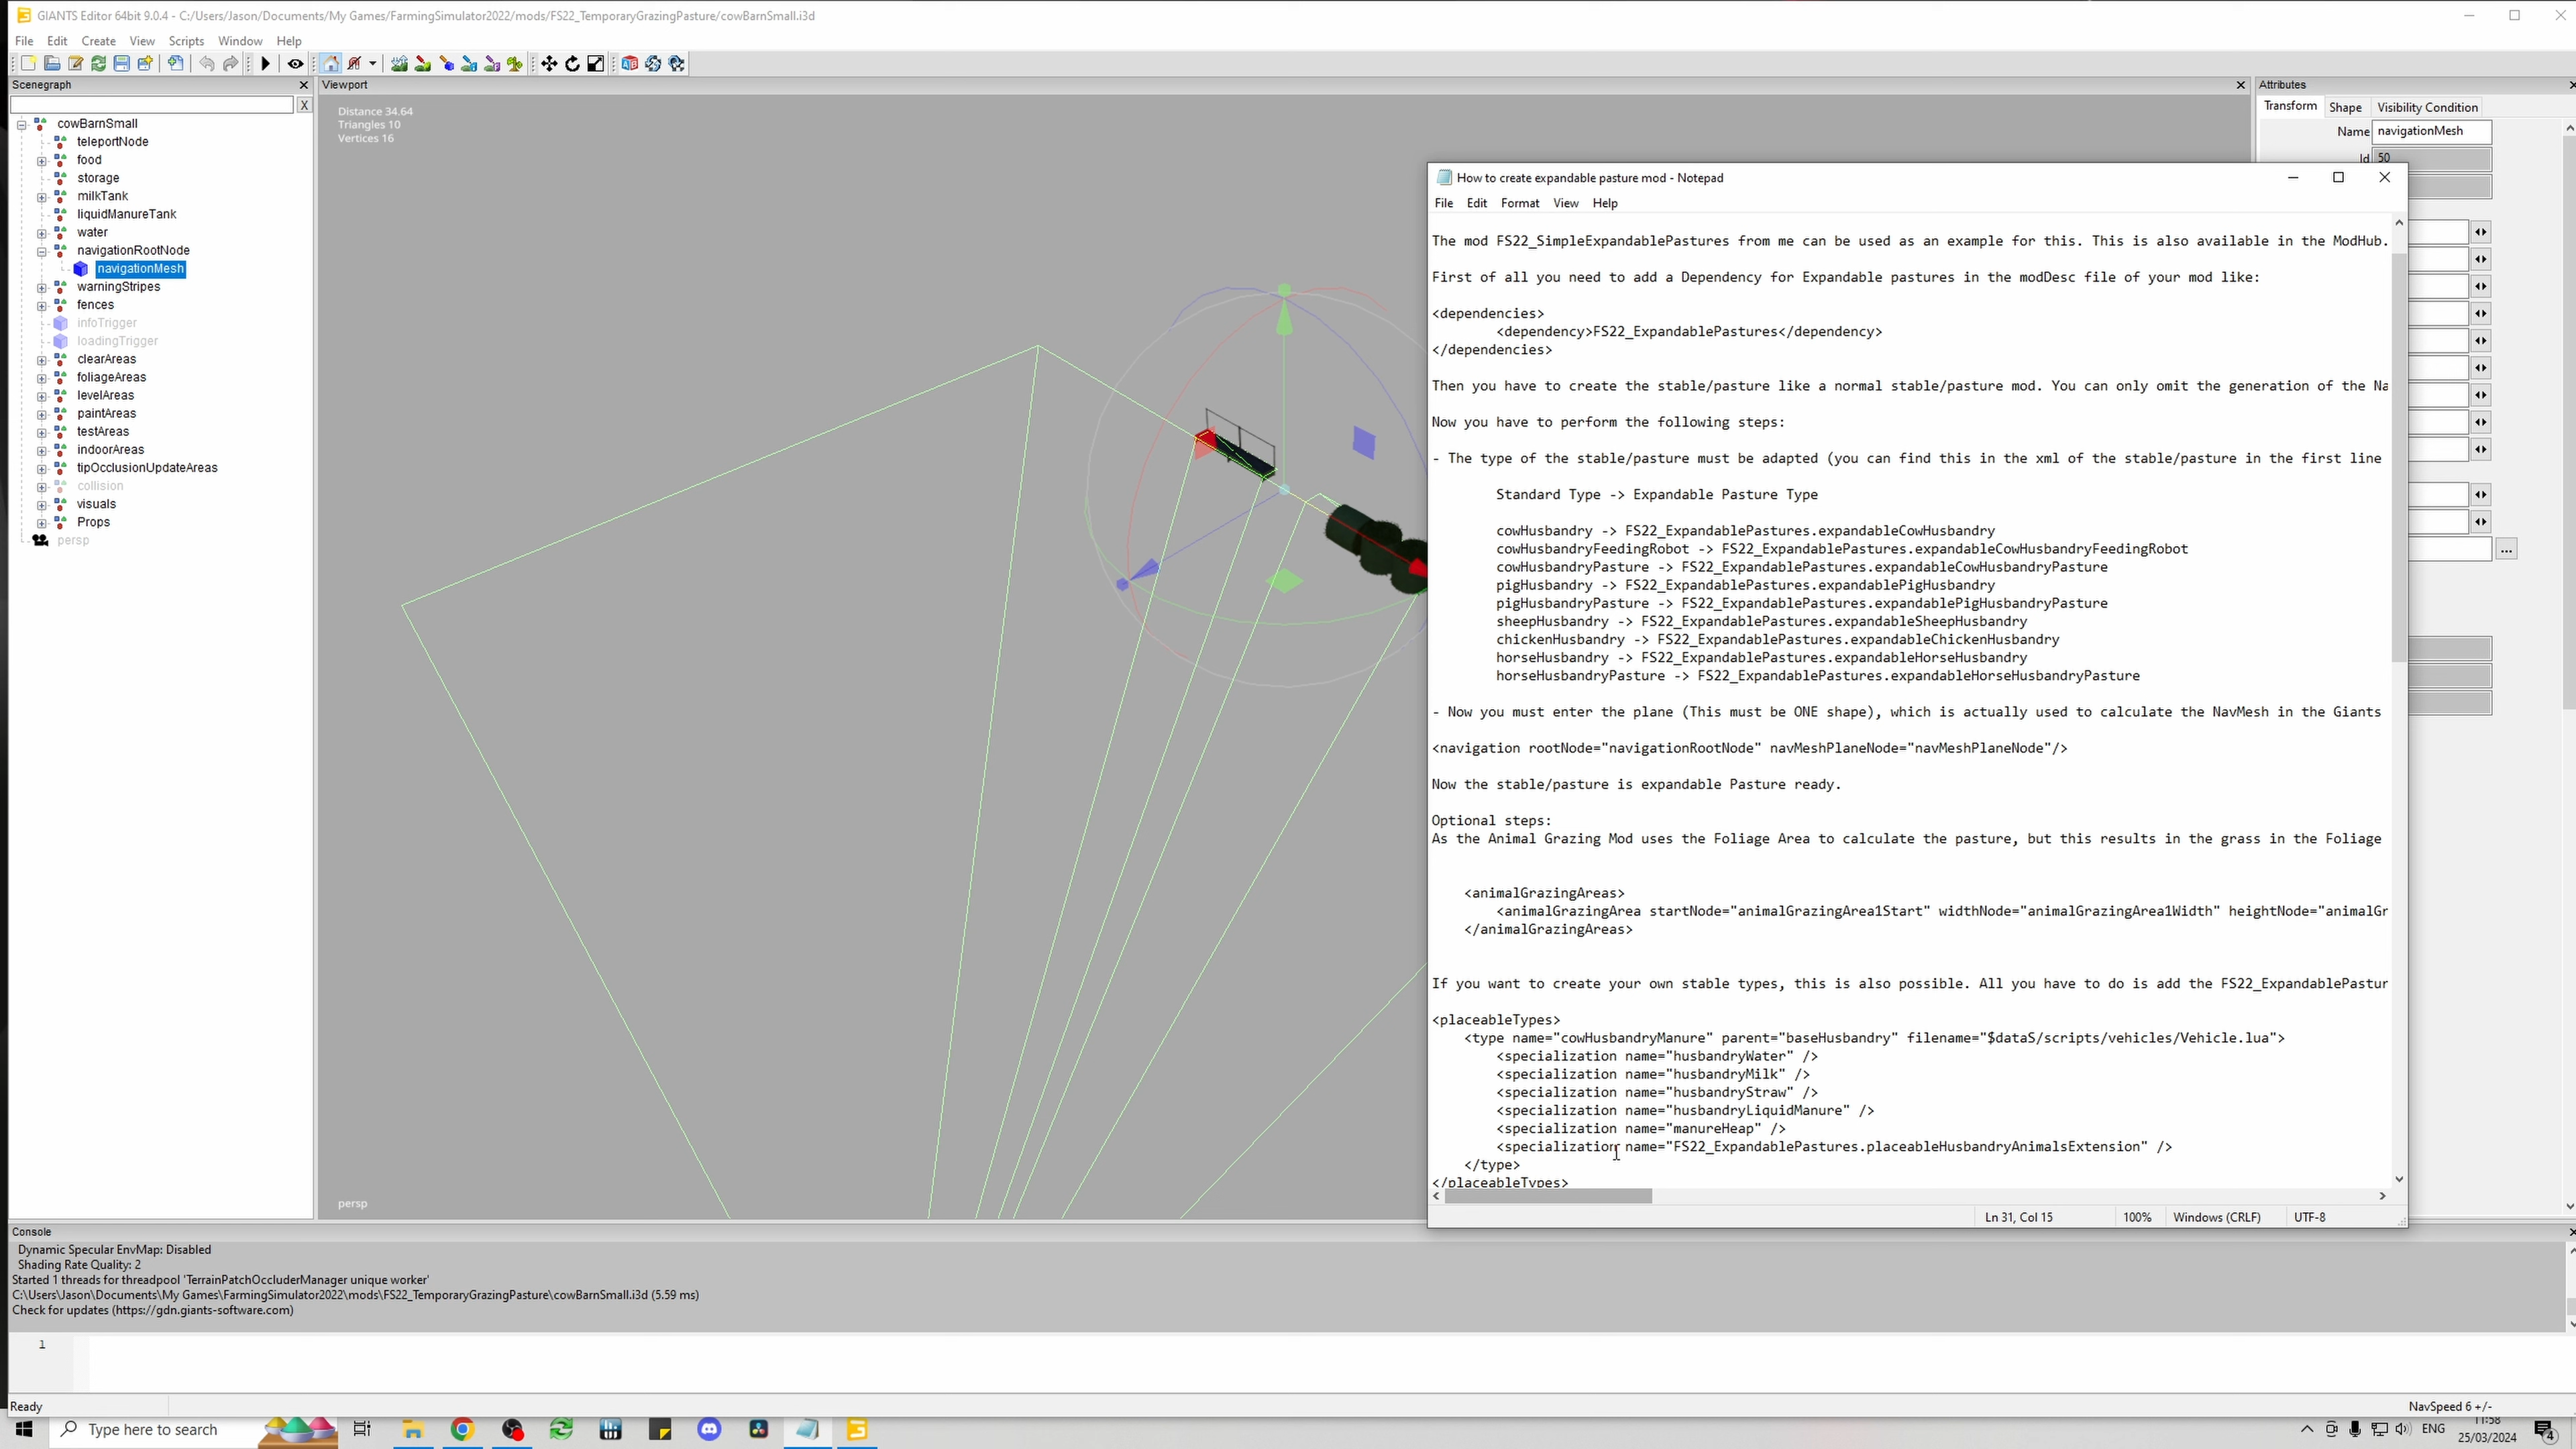 GIANTS Editor 64bit 9.0.4 - C:/Users/Jason/Documents/My Games/FarmingSimulator2022/mods/FS22_TemporaryGrazingPasture/cowBarnSmall.i3d
File Edit Create View Scripts Window Help
Scenegraph
X
cowBarnSmall
teleportNode
food
storage
milkTank
liquidManureTank
water
navigationRootNode
navigationMesh
warningStripes
fences
infoTrigger
loadingTrigger
clearAreas
foliageAreas
levelAreas
paintAreas
testAreas
indoorAreas
tipOcclusionUpdateAreas
collision
visuals
Props
persp
Viewport
Distance 34.64
Triangles 10
Vertices 16
persp
Attributes
Transform Shape Visibility Condition
Name navigationMesh
Id 50
...
How to create expandable pasture mod - Notepad
File Edit Format View Help
The mod FS22_SimpleExpandablePastures from me can be used as an example for this. This is also available in the ModHub.
First of all you need to add a Dependency for Expandable pastures in the modDesc file of your mod like:
<dependencies>
<dependency>FS22_ExpandablePastures</dependency>
</dependencies>
Then you have to create the stable/pasture like a normal stable/pasture mod. You can only omit the generation of the Na
Now you have to perform the following steps:
- The type of the stable/pasture must be adapted (you can find this in the xml of the stable/pasture in the first line
Standard Type -> Expandable Pasture Type
cowHusbandry -> FS22_ExpandablePastures.expandableCowHusbandry
cowHusbandryFeedingRobot -> FS22_ExpandablePastures.expandableCowHusbandryFeedingRobot
cowHusbandryPasture -> FS22_ExpandablePastures.expandableCowHusbandryPasture
pigHusbandry -> FS22_ExpandablePastures.expandablePigHusbandry
pigHusbandryPasture -> FS22_ExpandablePastures.expandablePigHusbandryPasture
sheepHusbandry -> FS22_ExpandablePastures.expandableSheepHusbandry
chickenHusbandry -> FS22_ExpandablePastures.expandableChickenHusbandry
horseHusbandry -> FS22_ExpandablePastures.expandableHorseHusbandry
horseHusbandryPasture -> FS22_ExpandablePastures.expandableHorseHusbandryPasture
- Now you must enter the plane (This must be ONE shape), which is actually used to calculate the NavMesh in the Giants
<navigation rootNode="navigationRootNode" navMeshPlaneNode="navMeshPlaneNode"/>
Now the stable/pasture is expandable Pasture ready.
Optional steps:
As the Animal Grazing Mod uses the Foliage Area to calculate the pasture, but this results in the grass in the Foliage
<animalGrazingAreas>
<animalGrazingArea startNode="animalGrazingArea1Start" widthNode="animalGrazingArea1Width" heightNode="animalGr
</animalGrazingAreas>
If you want to create your own stable types, this is also possible. All you have to do is add the FS22_ExpandablePastur
<placeableTypes>
<type name="cowHusbandryManure" parent="baseHusbandry" filename="$dataS/scripts/vehicles/Vehicle.lua">
<specialization name="husbandryWater" />
<specialization name="husbandryMilk" />
<specialization name="husbandryStraw" />
<specialization name="husbandryLiquidManure" />
<specialization name="manureHeap" />
<specialization name="FS22_ExpandablePastures.placeableHusbandryAnimalsExtension" />
</type>
</placeableTypes>
Ln 31, Col 15 100% Windows (CRLF) UTF-8
Console
Dynamic Specular EnvMap: Disabled
Shading Rate Quality: 2
Started 1 threads for threadpool 'TerrainPatchOccluderManager unique worker'
C:\Users\Jason\Documents\My Games\FarmingSimulator2022\mods\FS22_TemporaryGrazingPasture\cowBarnSmall.i3d (5.59 ms)
Check for updates (https://gdn.giants-software.com)
1
Ready
NavSpeed 6 +/-
Type here to search
ENG
11:58
25/03/2024
4